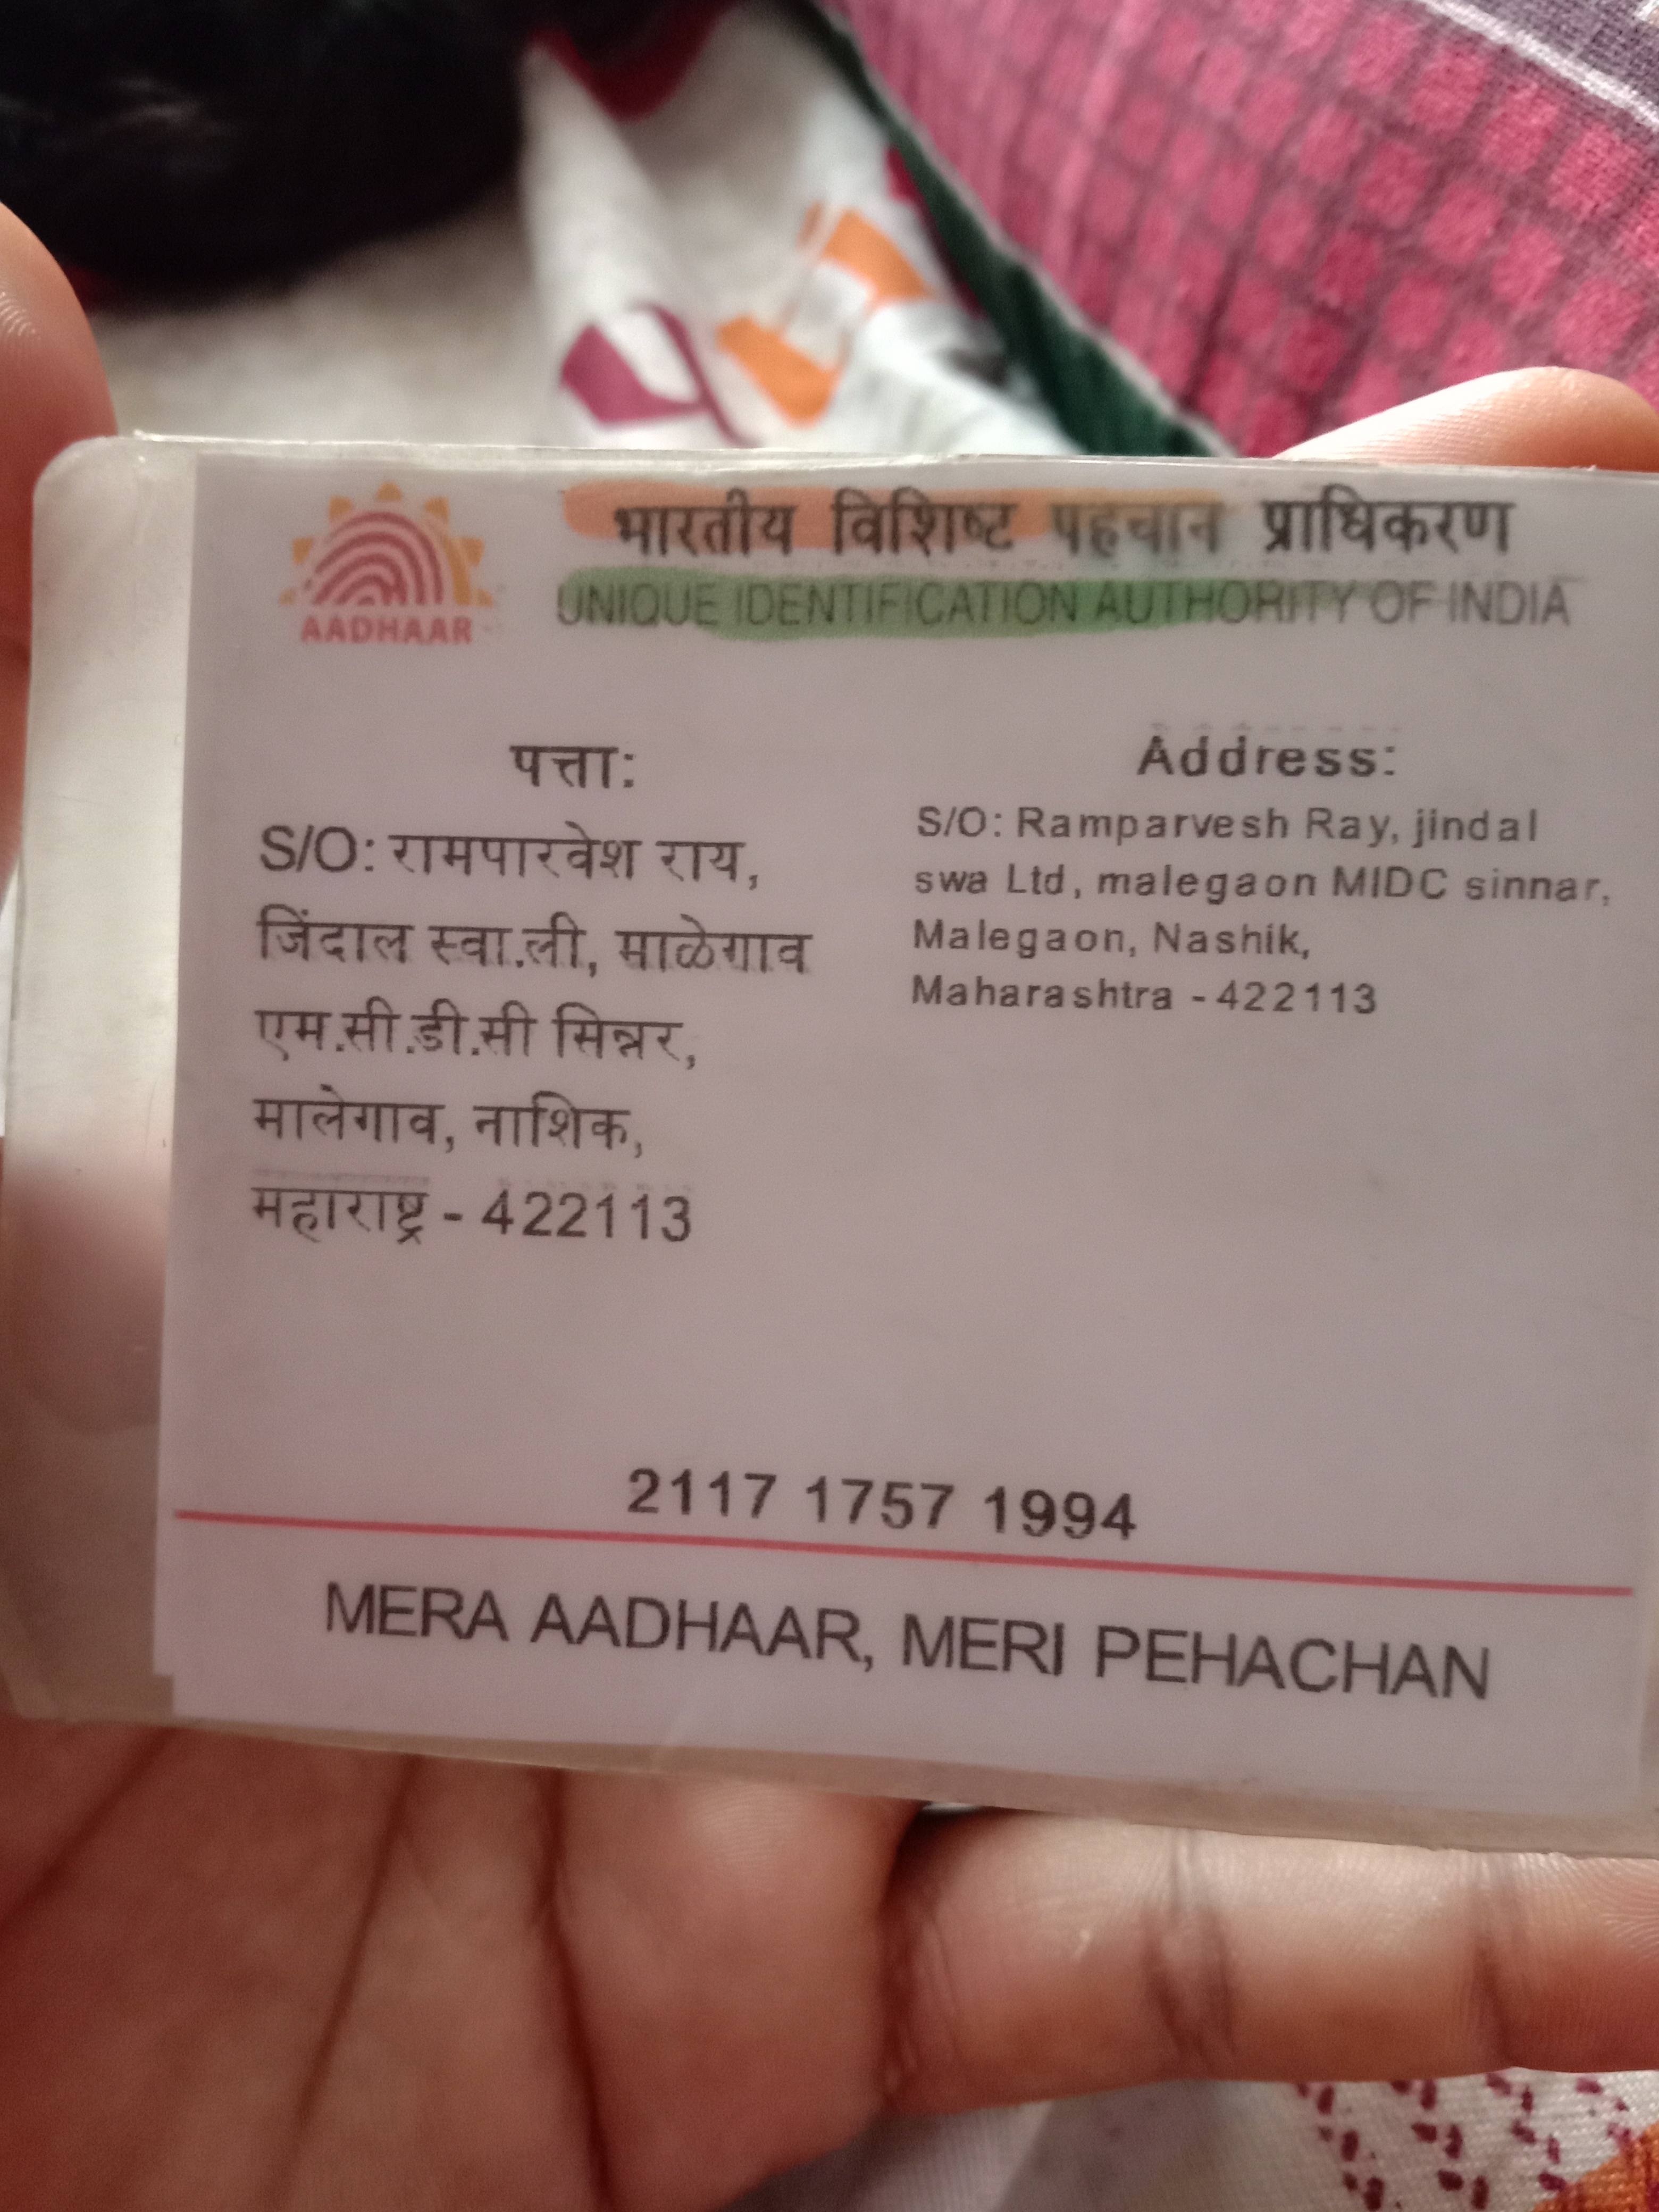 भारतीय विशिष्ट पहचान प्राधिकरण
UNIQUE IDENTIFICATION AUTHORITY OF INDIA
AADHAAR
पत्ता:
S/O: रामपारवेश राय,
जिंदाल स्वा.ली, माळेगाव
एम.सी.डी.सी सिन्नर,
मालेगाव, नाशिक,
महाराष्ट्र - 422113
Address:
S/O: Ramparvesh Ray, jindal
swa Ltd, malegaon MIDC sinnar,
Malegaon, Nashik,
Maharashtra - 422113
2117 1757 1994
MERA AADHAAR, MERI PEHACHAN